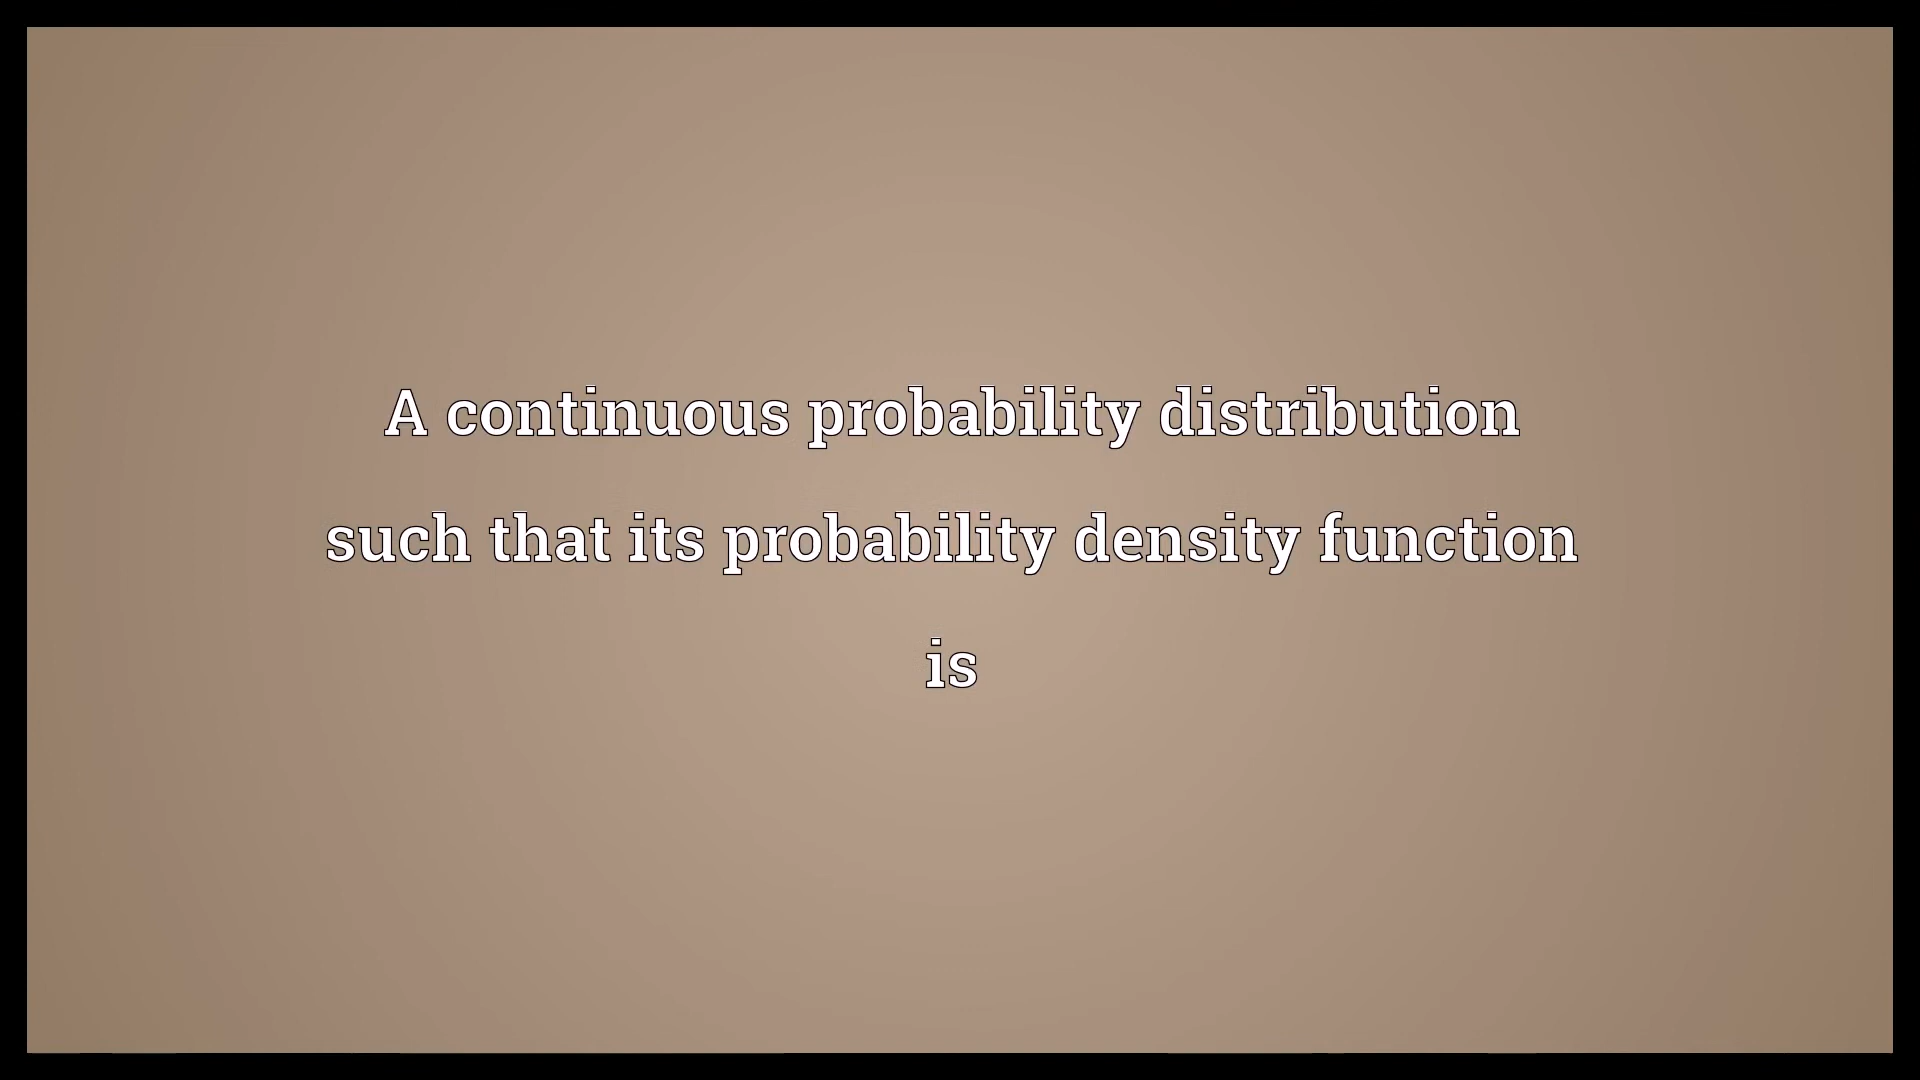 A continuous probability distribution
such that its probability density function
is